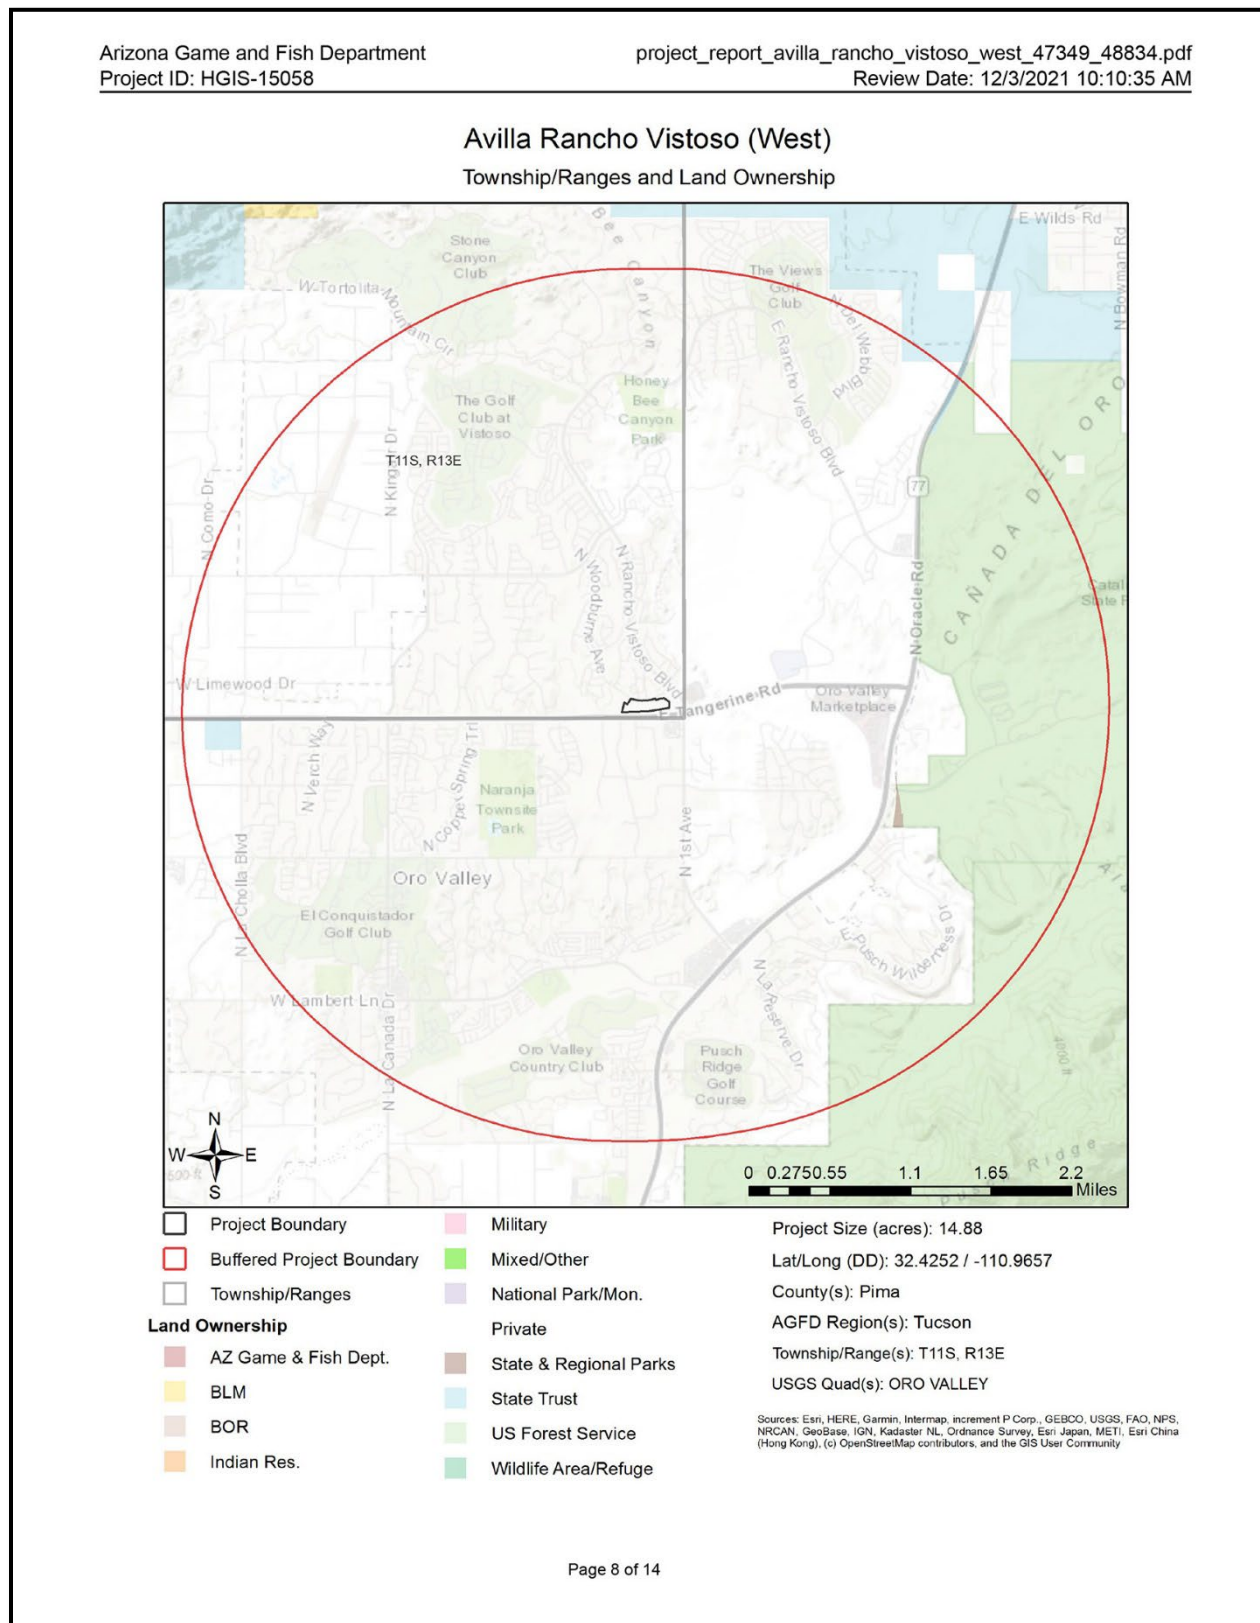 Arizona Game and Fish Department
Project ID: HGIS-15058
project_report_avilla_rancho_vistoso_west_47349_48834.pdf
Review Date: 12/3/2021 10:10:35 AM
Avilla Rancho Vistoso (West)
Township/Ranges and Land Ownership
E Wilds Rd
N Bowman Rd
Bee Canyon
Stone
Canyon
Club
The Views
Golf
Club
W Tortolita Mountain Cir
N Del Webb Blvd
E Rancho Vistoso Blvd
Honey
Bee
Canyon
Park
The Golf
Club at
Vistoso
T11S, R13E
N King Dr
N Como Dr
77
CAÑADA DEL ORO
N Oracle Rd
Catal
State P
N Woodburne Ave
N Rancho Vistoso Blvd
W Limewood Dr
E Tangerine Rd
Oro Valley
Marketplace
N Verch Way
N Copper Spring Trl
Naranja
Townsite
Park
N 1st Ave
N La Cholla Blvd
Oro Valley
El Conquistador
Golf Club
E Pusch Wilderness Dr
N La Reserve Dr
W Lambert Ln
N La Canada Dr
Oro Valley
Country Club
Pusch
Ridge
Golf
Course
4000 ft
Pusch Ridge
N
W E
S
0 0.2750.55 1.1 1.65 2.2
Miles
Project Boundary
Buffered Project Boundary
Township/Ranges
Land Ownership
AZ Game & Fish Dept.
BLM
BOR
Indian Res.
Military
Mixed/Other
National Park/Mon.
Private
State & Regional Parks
State Trust
US Forest Service
Wildlife Area/Refuge
Project Size (acres): 14.88
Lat/Long (DD): 32.4252 / -110.9657
County(s): Pima
AGFD Region(s): Tucson
Township/Range(s): T11S, R13E
USGS Quad(s): ORO VALLEY
Sources: Esri, HERE, Garmin, Intermap, increment P Corp., GEBCO, USGS, FAO, NPS,
NRCAN, GeoBase, IGN, Kadaster NL, Ordnance Survey, Esri Japan, METI, Esri China
(Hong Kong), (c) OpenStreetMap contributors, and the GIS User Community
Page 8 of 14